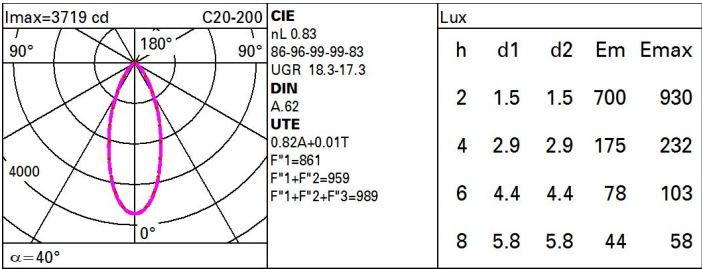 Imax=3719 cd C20-200
90° 180° 90°
4000
0°
α=40°
CIE
nL 0.83
86-96-99-99-83
UGR 18.3-17.3
DIN
A.62
UTE
0.82A+0.01T
F"1=861
F"1+F"2=959
F"1+F"2+F"3=989
Lux
h d1 d2 Em Emax
2 1.5 1.5 700 930
4 2.9 2.9 175 232
6 4.4 4.4 78 103
8 5.8 5.8 44 58